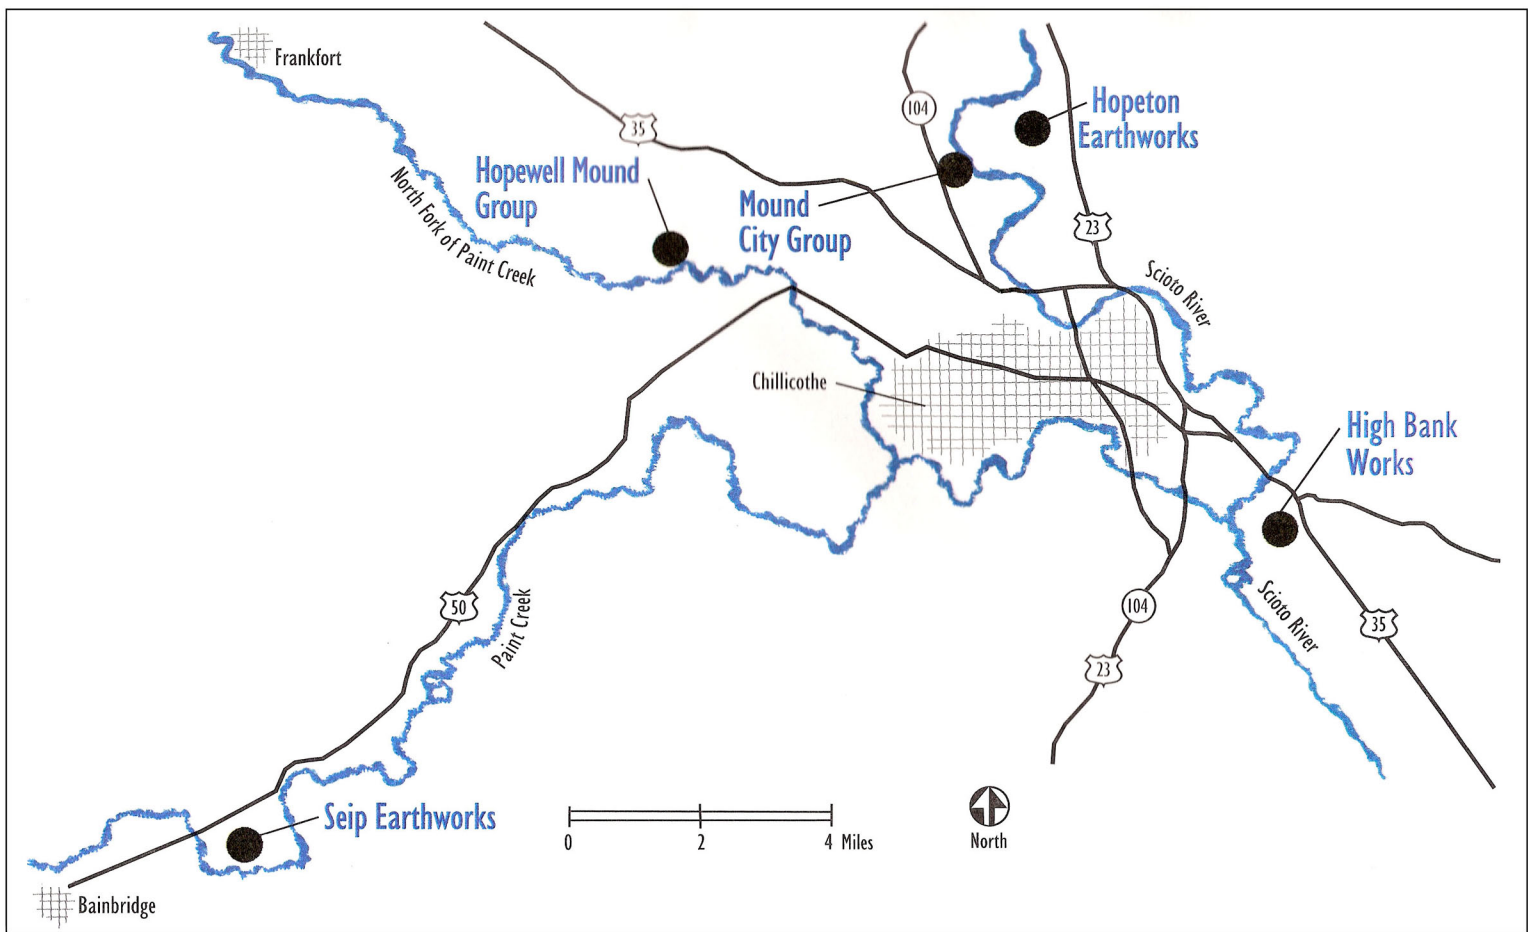 Frankfort
35
104
Hopeton
Earthworks
Hopewell Mound
Group
North Fork of Paint Creek
Mound
City Group
23
Scioto River
Chillicothe
High Bank
Works
50
Paint Creek
104
Scioto River
35
23
Seip Earthworks
0 2 4 Miles
North
Bainbridge